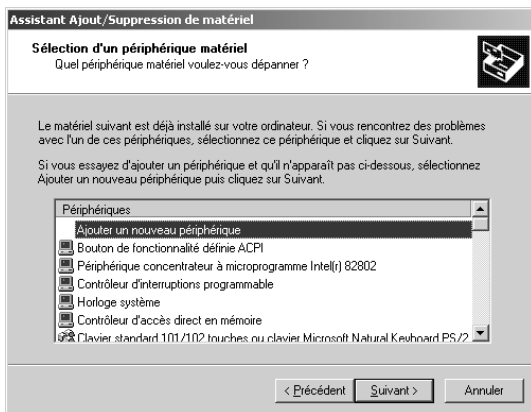 Assistant Ajout/Suppression de matériel
Sélection d'un périphérique matériel
Quel périphérique matériel voulez-vous dépanner ?
Le matériel suivant est déjà installé sur votre ordinateur. Si vous rencontrez des problèmes
avec l'un de ces périphériques, sélectionnez ce périphérique et cliquez sur Suivant.
Si vous essayez d'ajouter un périphérique et qu'il n'apparaît pas ci-dessous, sélectionnez
Ajouter un nouveau périphérique puis cliquez sur Suivant.
Périphériques
Ajouter un nouveau périphérique
Bouton de fonctionnalité définie ACPI
Périphérique concentrateur à microprogramme Intel(r) 82802
Contrôleur d'interruptions programmable
Horloge système
Contrôleur d'accès direct en mémoire
Clavier standard 101/102 touches ou clavier Microsoft Natural Keyboard PS/2
< Précédent Suivant > Annuler